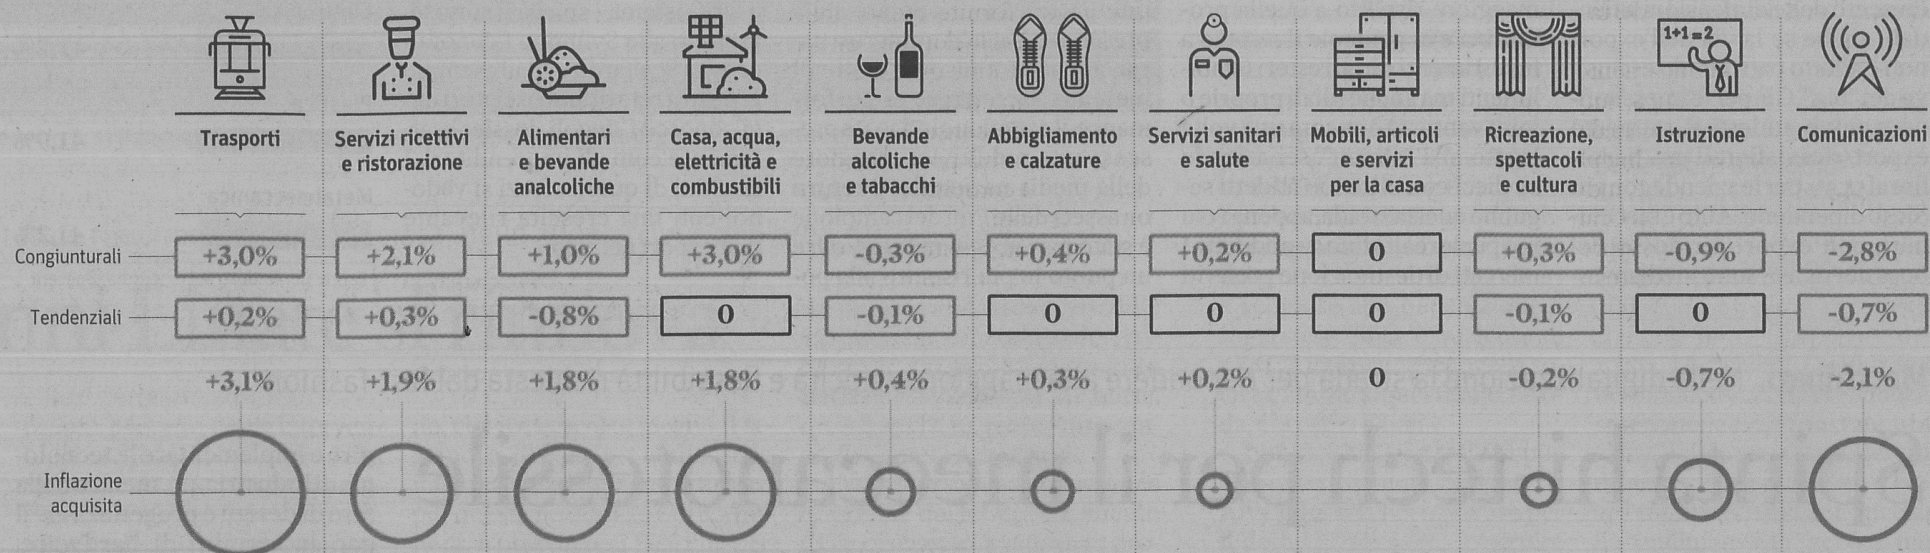 1+1=2
Trasporti
Servizi ricettivi
e ristorazione
Alimentari
e bevande
analcoliche
Casa, acqua,
elettricità e
combustibili
Bevande
alcoliche
e tabacchi
Abbigliamento
e calzature
Servizi sanitari
e salute
Mobili, articoli
e servizi
per la casa
Ricreazione,
spettacoli
e cultura
Istruzione
Comunicazioni
Congiunturali +3,0% +2,1% +1,0% +3,0% -0,3% +0,4% +0,2% 0 +0,3% -0,9% -2,8%
Tendenziali +0,2% +0,3% -0,8% 0 -0,1% 0 0 0 -0,1% 0 -0,7%
+3,1% +1,9% +1,8% +1,8% +0,4% +0,3% +0,2% 0 -0,2% -0,7% -2,1%
Inflazione
acquisita